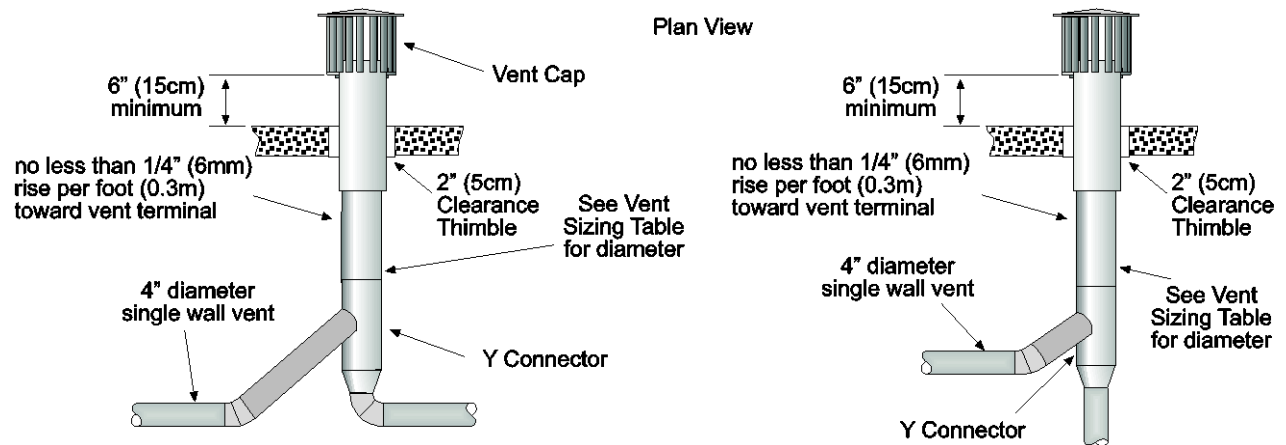 Plan View
Vent Cap
6” (15cm)
minimum
no less than 1/4” (6mm)
rise per foot (0.3m)
toward vent terminal
2” (5cm)
Clearance
Thimble
See Vent
Sizing Table
for diameter
4” diameter
single wall vent
Y Connector
6” (15cm)
minimum
no less than 1/4” (6mm)
rise per foot (0.3m)
toward vent terminal
2” (5cm)
Clearance
Thimble
4” diameter
single wall vent
See Vent
Sizing Table
for diameter
Y Connector